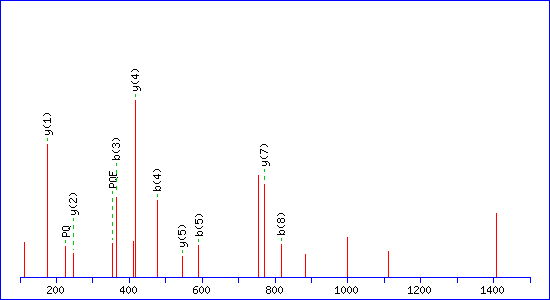 y(1)
PQ
y(2)
PQE
b(3)
y(4)
b(4)
y(5)
b(5)
y(7)
b(8)
200 400 600 800 1000 1200 1400